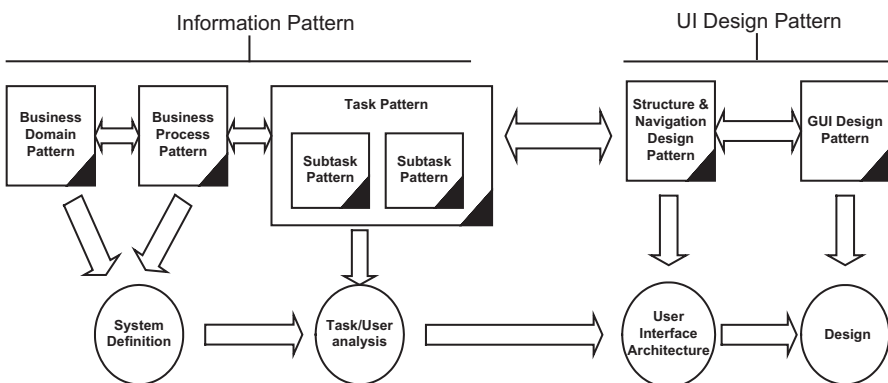 Information Pattern
UI Design Pattern
Business
Domain
Pattern
Business
Process
Pattern
Task Pattern
Subtask
Pattern
Subtask
Pattern
Structure &
Navigation
Design
Pattern
GUI Design
Pattern
System
Definition
Task/User
analysis
User
Interface
Architecture
Design